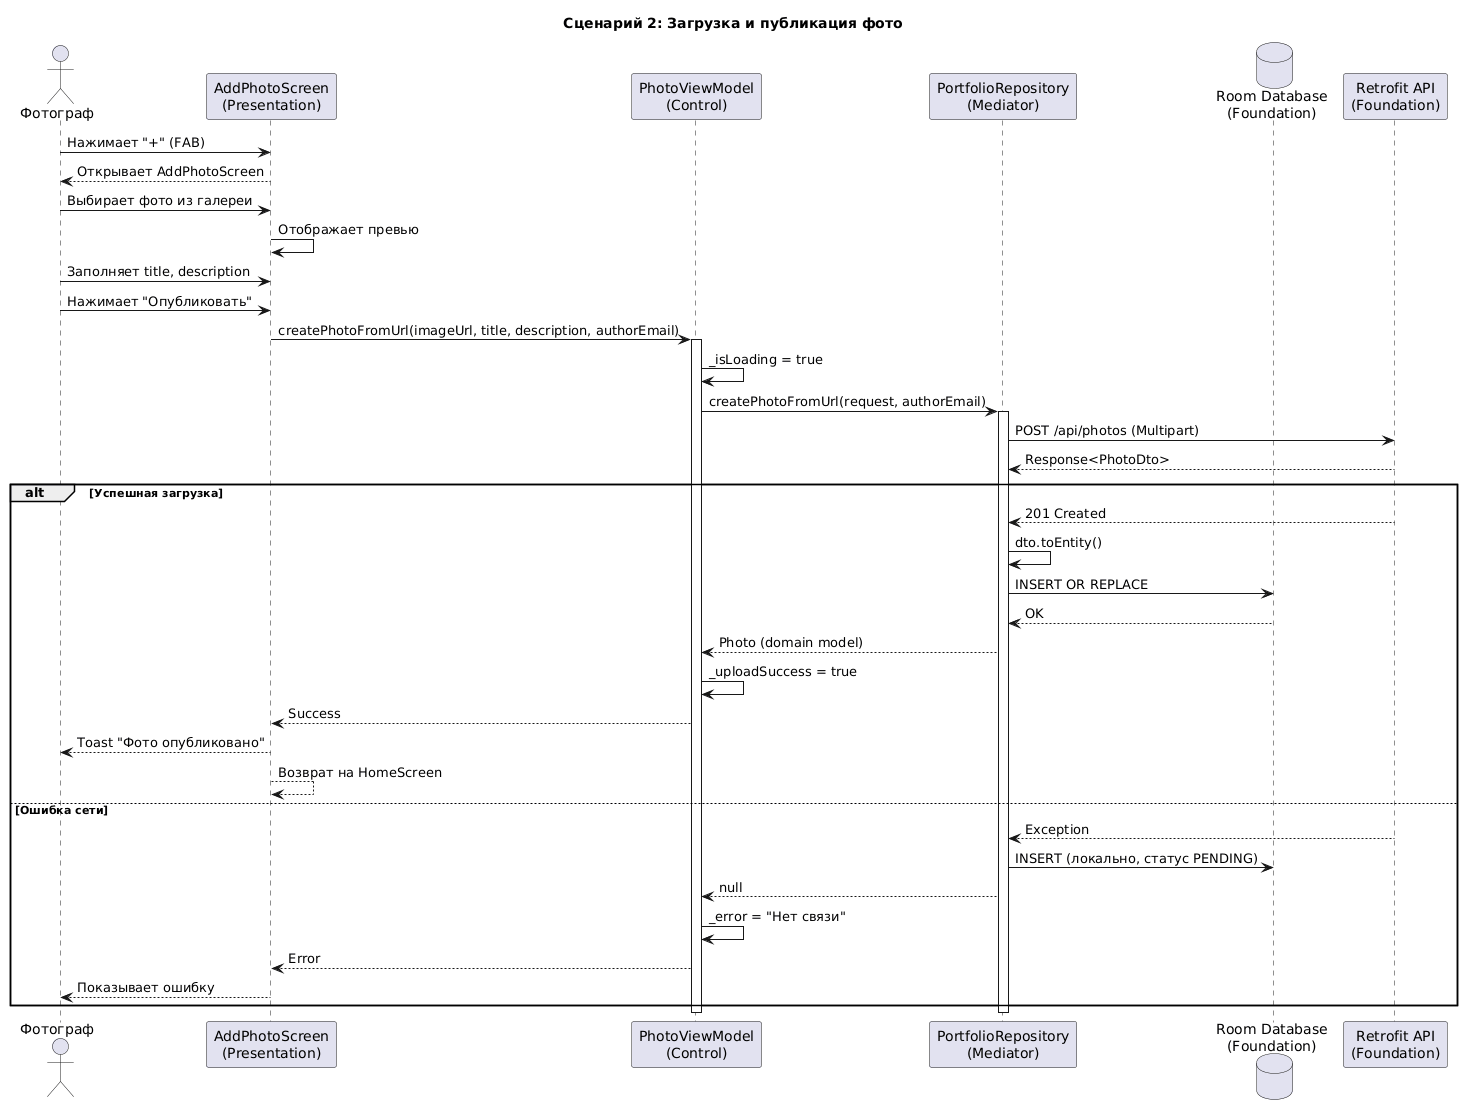 Сценарий 2: Загрузка и публикация фото
Фотограф
AddPhotoScreen
(Presentation)
PhotoViewModel
(Control)
PortfolioRepository
(Mediator)
Room Database
(Foundation)
Retrofit API
(Foundation)
Нажимает "+" (FAB)
Открывает AddPhotoScreen
Выбирает фото из галереи
Отображает превью
Заполняет title, description
Нажимает "Опубликовать"
createPhotoFromUrl(imageUrl, title, description, authorEmail)
_isLoading = true
createPhotoFromUrl(request, authorEmail)
POST /api/photos (Multipart)
Response<PhotoDto>
alt
[Успешная загрузка]
201 Created
dto.toEntity()
INSERT OR REPLACE
OK
Photo (domain model)
_uploadSuccess = true
Success
Toast "Фото опубликовано"
Возврат на HomeScreen
[Ошибка сети]
Exception
INSERT (локально, статус PENDING)
null
_error = "Нет связи"
Error
Показывает ошибку
Фотограф
AddPhotoScreen
(Presentation)
PhotoViewModel
(Control)
PortfolioRepository
(Mediator)
Room Database
(Foundation)
Retrofit API
(Foundation)